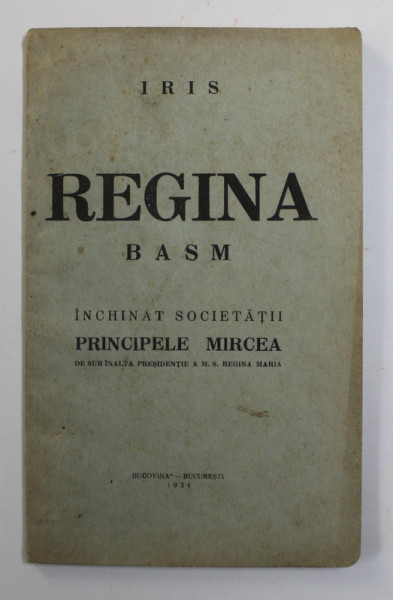 IRIS
REGINA
BASM
ÎNCHINAT SOCIETĂȚII
PRINCIPELE MIRCEA
DE SUB ÎNALTA PREȘIDENȚIE A M. S. REGINA MARIA
BUCOVINA" — BUCUREȘTI
1934